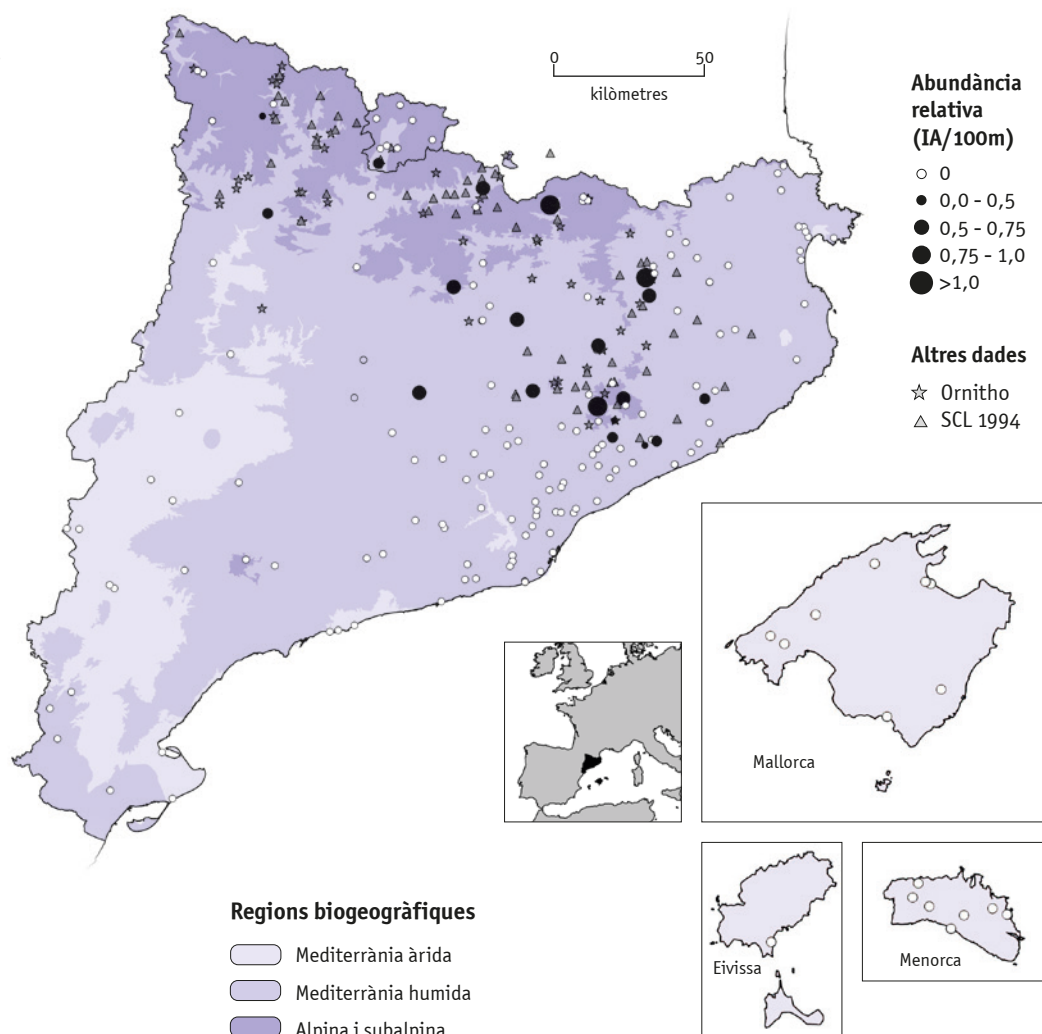 0 50
kilòmetres
Abundància
relativa
(IA/100m)
0
0,0 - 0,5
0,5 - 0,75
0,75 - 1,0
>1,0
Altres dades
Ornitho
SCL 1994
Mallorca
Eivissa
Menorca
Regions biogeogràfiques
Mediterrània àrida
Mediterrània humida
Alpina i subalpina